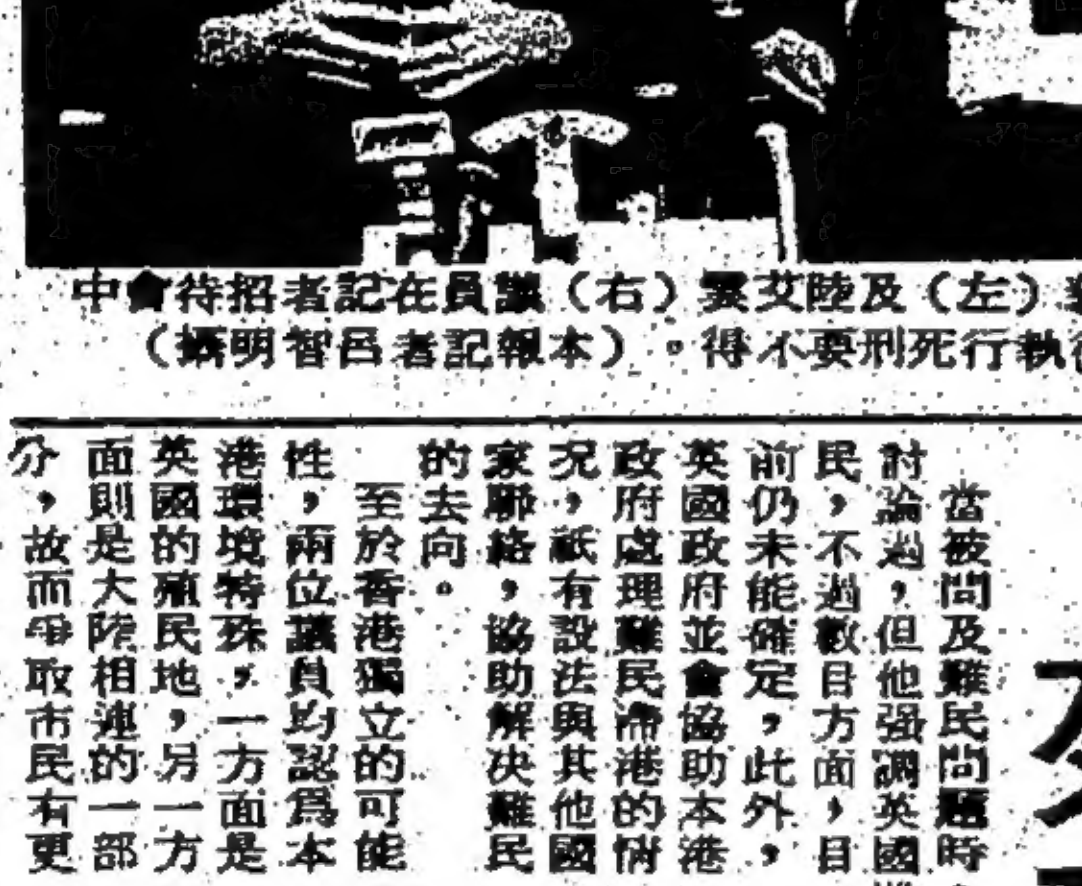 （左）及陸艾（右）議員在記者招待會中
執行死刑要不得。（本報記者呂智明攝）
當被問及難民問題時
討論過，但他强調英國
民，不過數目方面，目
前仍未能確定，此外，
英國政府並會協助本港
政府處理難民滯港的情
況，祇有設法與其他國
家聯絡，協助解決難民
的去向。
至於香港獨立的可能
性，兩位議員均認爲本
港環境特殊，一方面是
英國的殖民地，另一方
面則是大陸相連的一部
分，故而爭取市民有更